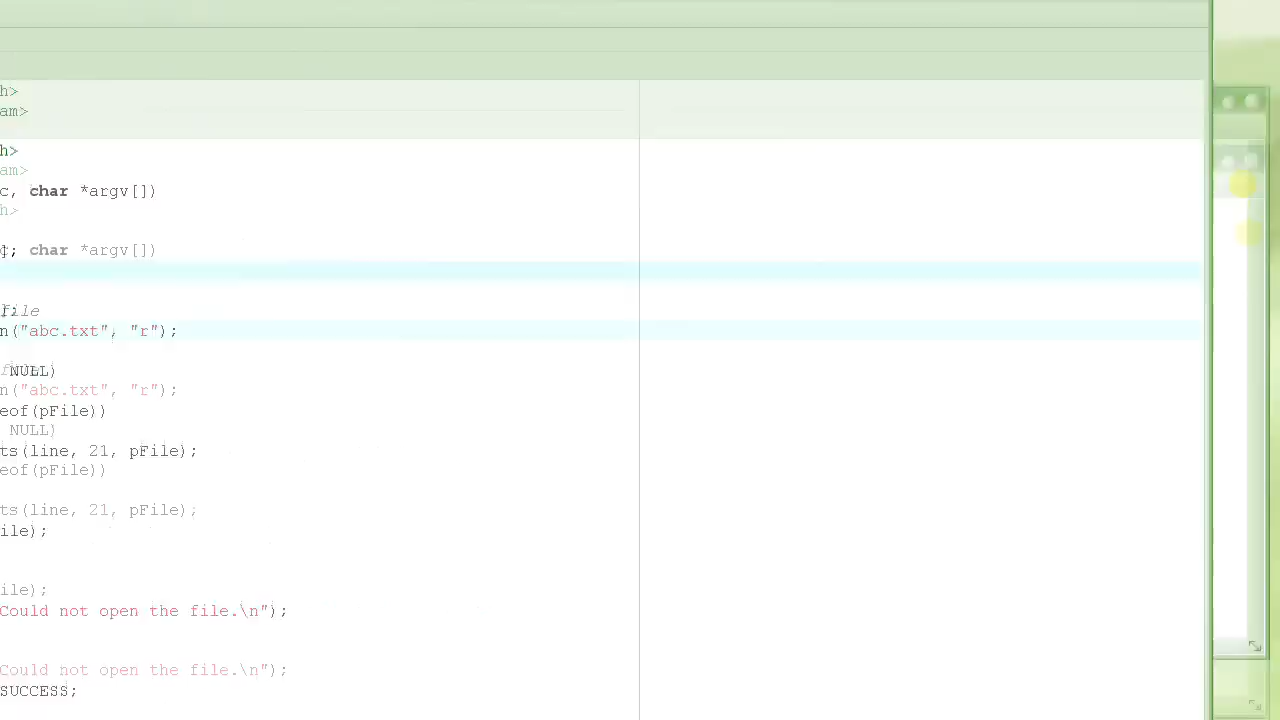 h>
am>
h>
am>
c, char *argv[])
h>
c; char *argv[])
file
n("abc.txt", "r");
NULL)
n("abc.txt", "r");
eof(pFile))
NULL)
ts(line, 21, pFile);
eof(pFile))
ts(line, 21, pFile);
ile);
ile);
Could not open the file.\n");
Could not open the file.\n");
SUCCESS;